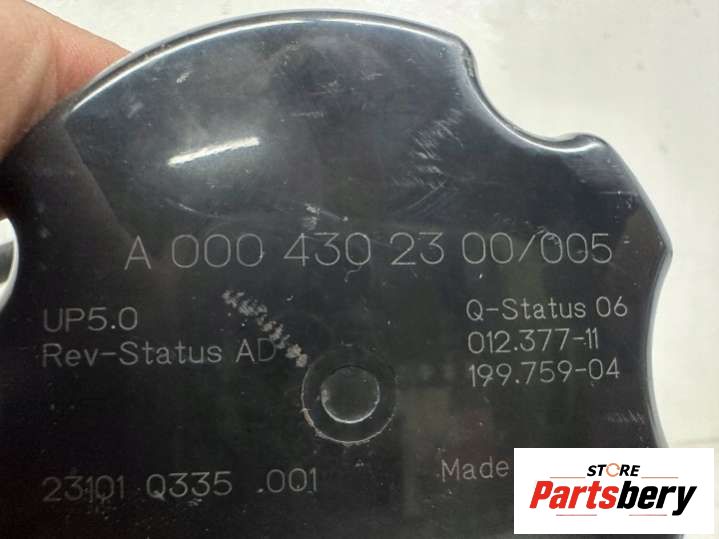 A 000 430 23 00/005
UP5.0
Rev-Status AD
Q-Status 06
012.377-11
199.759-04
23101 Q335 .001
Made
STORE
Partsbery